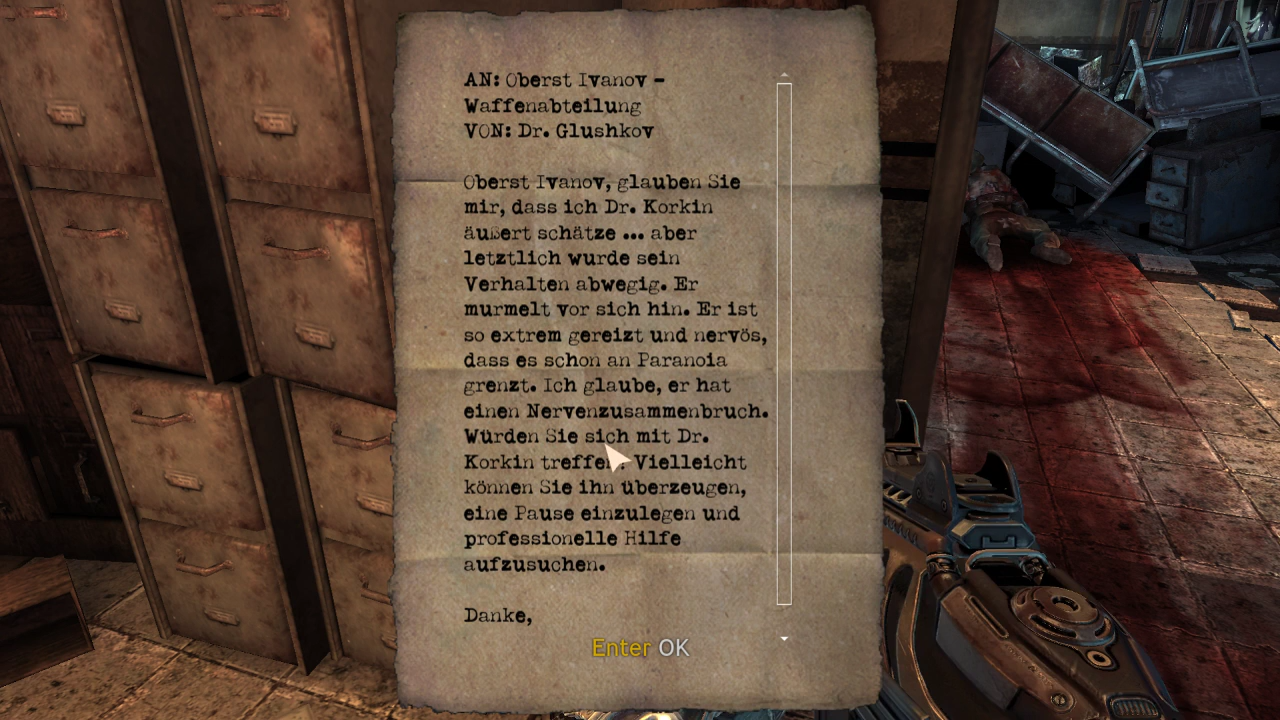 AN: Oberst Ivanov –
Waffenabteilung
VON: Dr. Glushkov
Oberst Ivanov, glauben Sie
mir, dass ich Dr. Korkin
äußert schätze ... aber
letztlich wurde sein
Verhalten abwegig. Er
murmelt vor sich hin. Er ist
so extrem gereizt und nervös,
dass es schon an Paranoia
grenzt. Ich glaube, er hat
einen Nervenzusammenbruch.
Würden Sie sich mit Dr.
Korkin treffen? Vielleicht
können Sie ihn überzeugen,
eine Pause einzulegen und
professionelle Hilfe
aufzusuchen.
Danke,
Enter OK